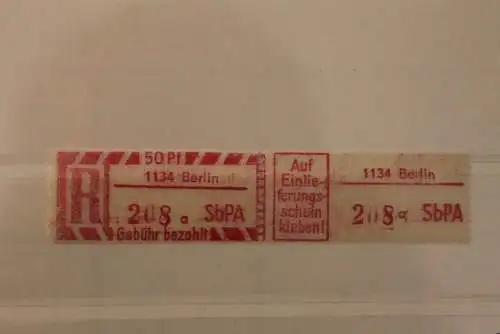 50 Pf
1134 Berlin
R
208 a SbPA
Gebühr bezahlt
Auf
Einlie-
ferungs-
schein
kleben!
1134 Berlin
208 a SbPA